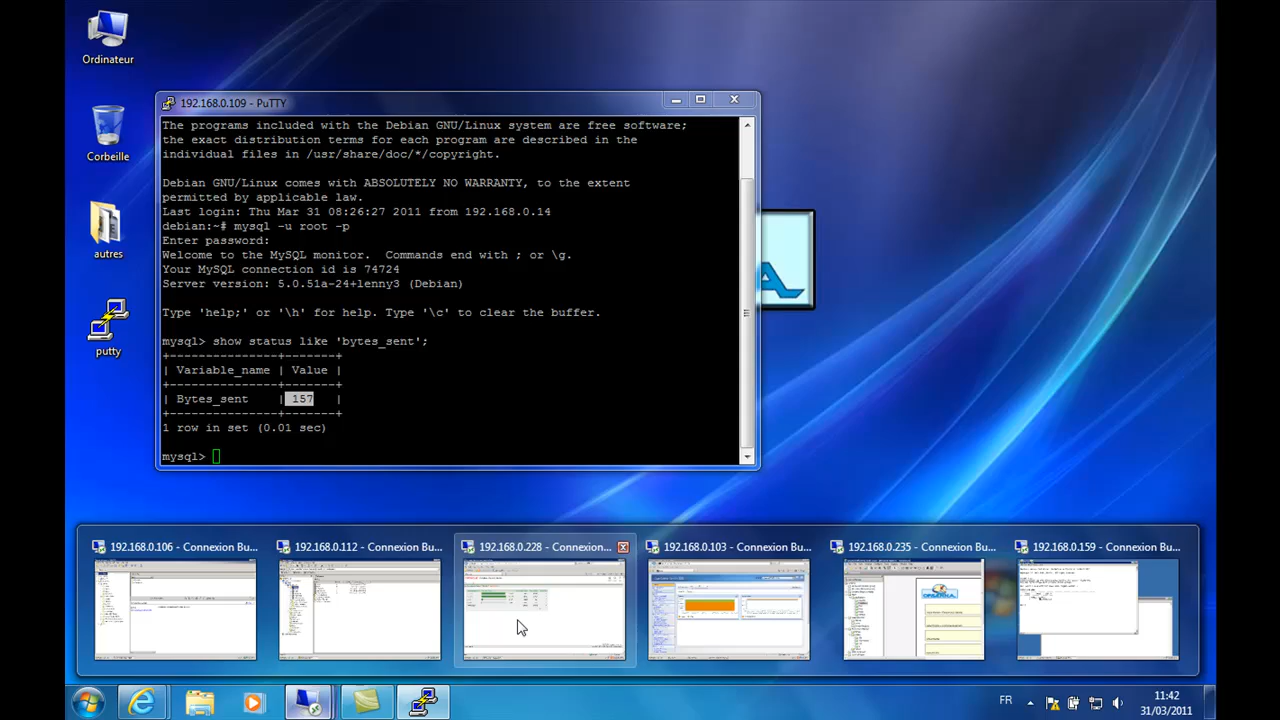 Ordinateur
Corbeille
autres
putty
192.168.0.109 - PuTTY
The programs included with the Debian GNU/Linux system are free software;
the exact distribution terms for each program are described in the
individual files in /usr/share/doc/*/copyright.
Debian GNU/Linux comes with ABSOLUTELY NO WARRANTY, to the extent
permitted by applicable law.
Last login: Thu Mar 31 08:26:27 2011 from 192.168.0.14
debian:~# mysql -u root -p
Enter password:
Welcome to the MySQL monitor.  Commands end with ; or \g.
Your MySQL connection id is 74724
Server version: 5.0.51a-24+lenny3 (Debian)
Type 'help;' or '\h' for help. Type '\c' to clear the buffer.
mysql> show status like 'bytes_sent';
+---------------+-------+
| Variable_name | Value |
+---------------+-------+
| Bytes_sent    | 157   |
+---------------+-------+
1 row in set (0.01 sec)
mysql>
192.168.0.106 - Connexion Bu...
192.168.0.112 - Connexion Bu...
192.168.0.228 - Connexion...
192.168.0.103 - Connexion Bu...
192.168.0.235 - Connexion Bu...
192.168.0.159 - Connexion Bu...
FR
11:42
31/03/2011